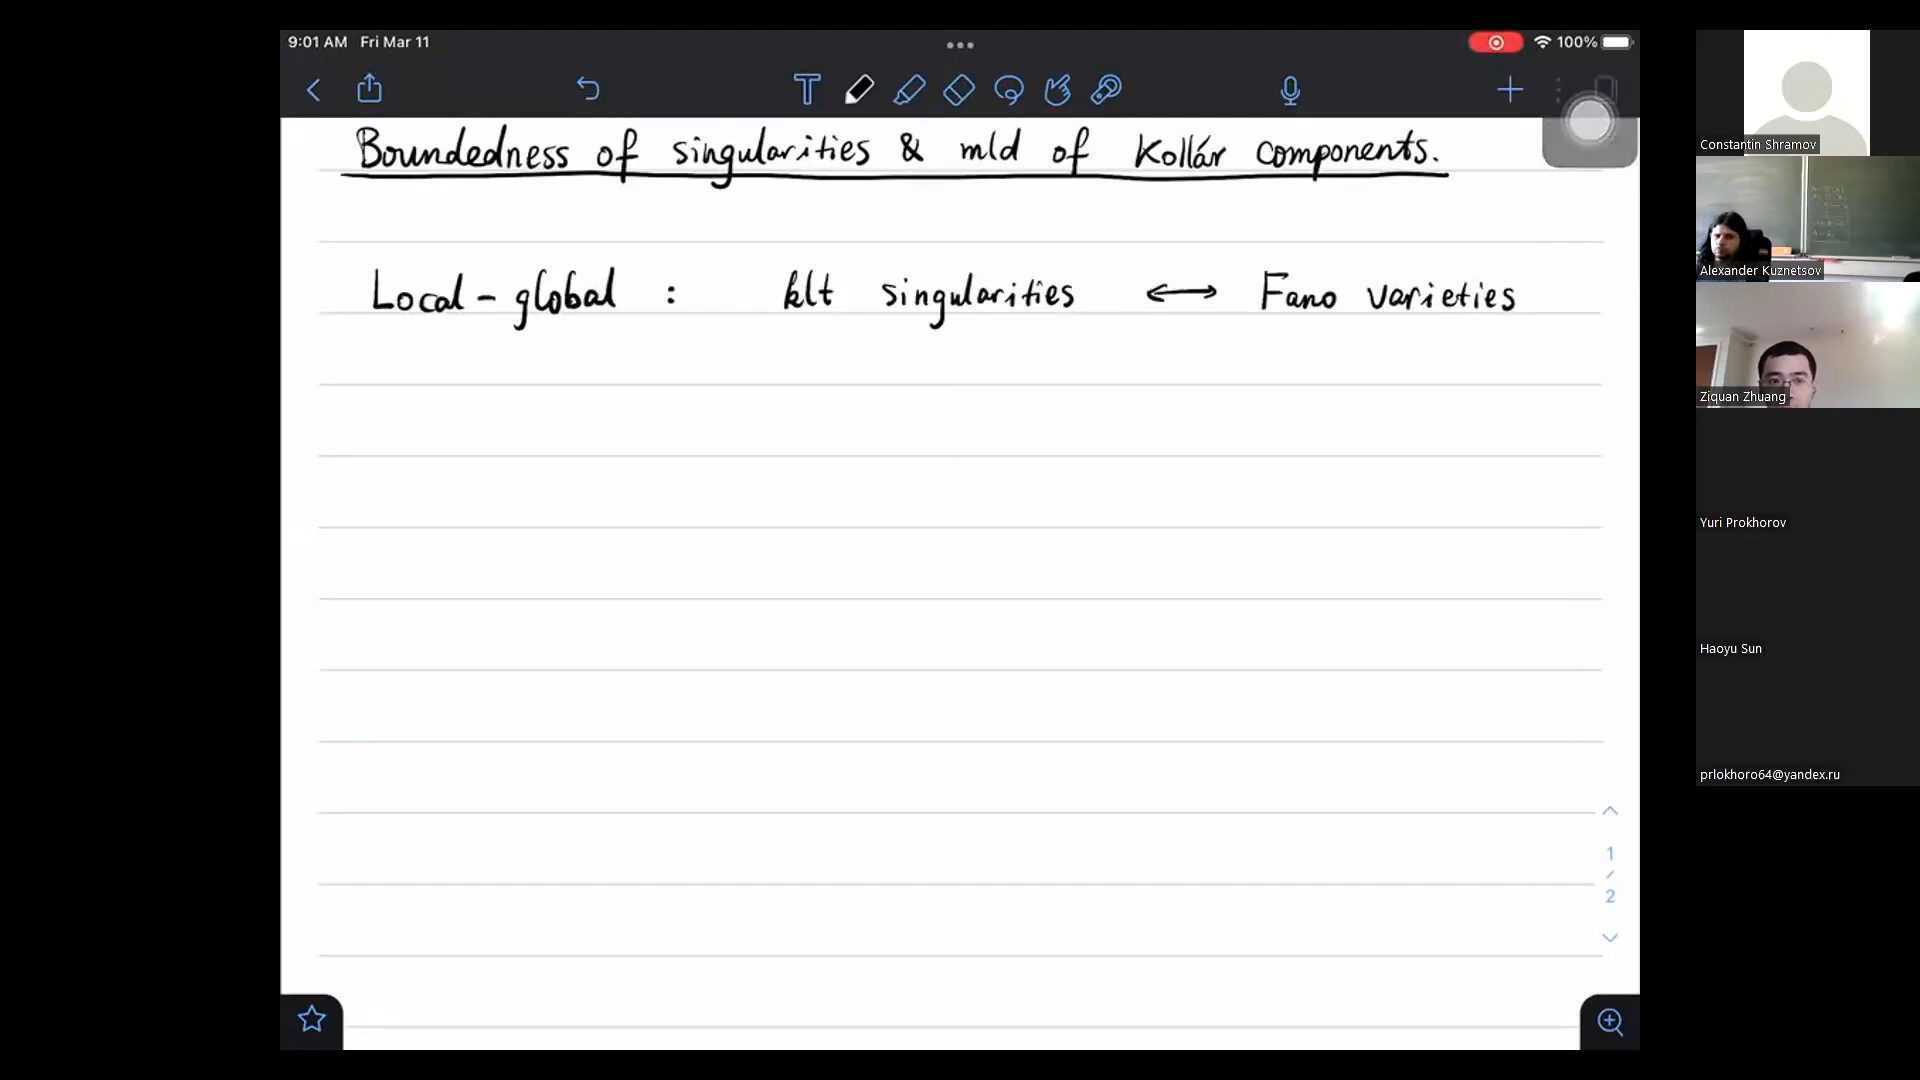 9:01 AM Fri Mar 11
100%
Boundedness of singularities & mld of Kollár components.
Local-global : klt singularities ⟷ Fano varieties
1
/
2
Constantin Shramov
Alexander Kuznetsov
Ziquan Zhuang
Yuri Prokhorov
Haoyu Sun
prlokhoro64@yandex.ru